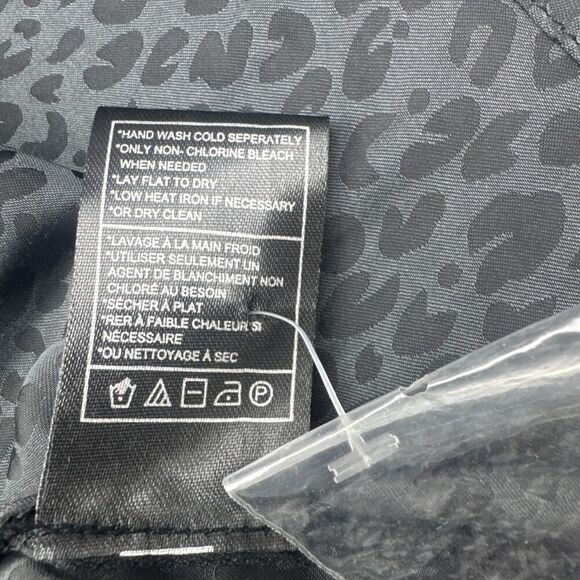 *HAND WASH COLD SEPERATELY
*ONLY NON- CHLORINE BLEACH
WHEN NEEDED
*LAY FLAT TO DRY
*LOW HEAT IRON IF NECESSARY
*OR DRY CLEAN
*LAVAGE À LA MAIN FROID
*UTILISER SEULEMENT UN
AGENT DE BLANCHIMENT NON
CHLORÉ AU BESOIN
*SÉCHER À PLAT
*RER À FAIBLE CHALEUR SI
NÉCESSAIRE
*OU NETTOYAGE À SEC
P